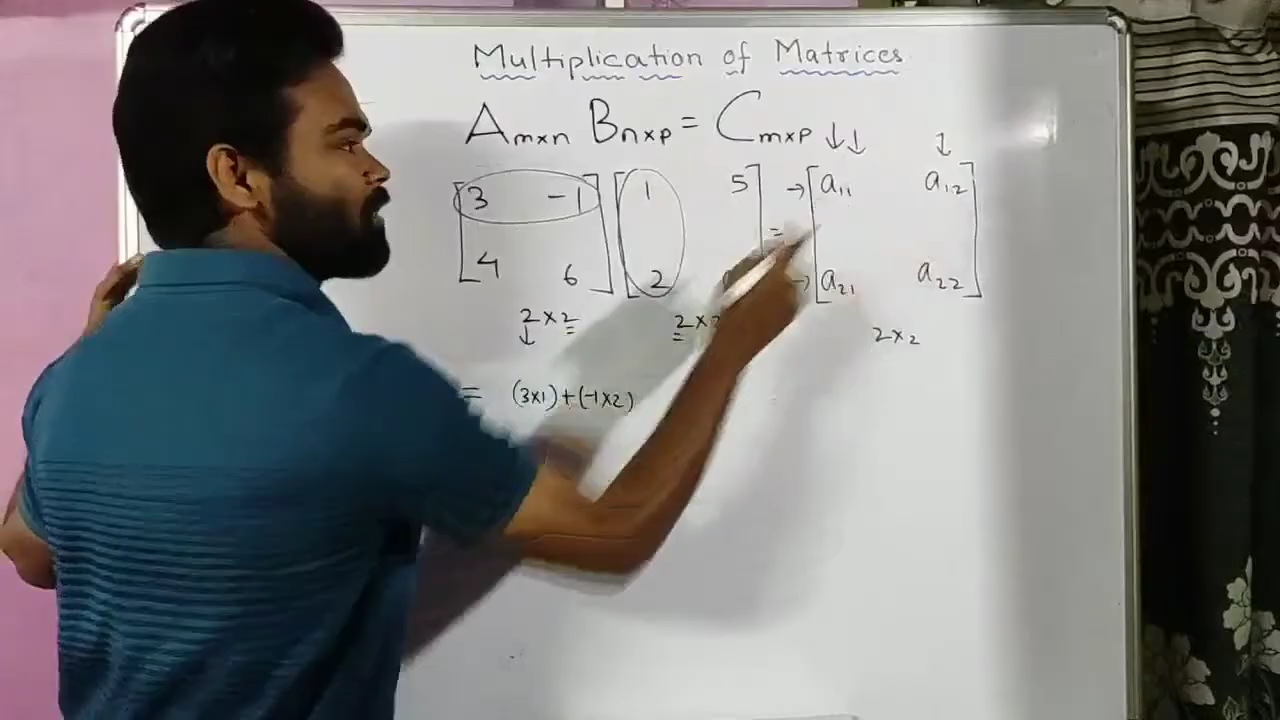 Multiplication of Matrices
A m×n B n×p = C m×p ↓↓ ↓
[3 -1] [1 5] = → [a11 a12]
[4 6] [2 → [a21 a22]
2×2 2× 2×2
↓
= (3×1)+(-1×2)